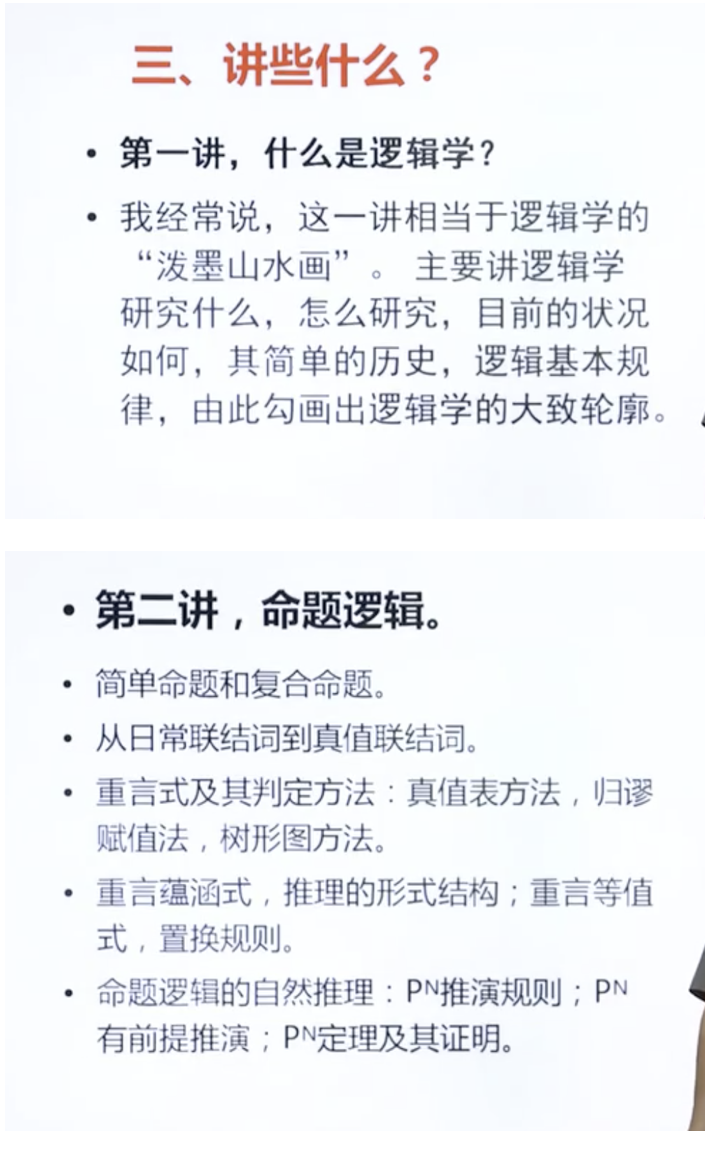 三、讲些什么？
• 第一讲，什么是逻辑学？
• 我经常说，这一讲相当于逻辑学的
“泼墨山水画”。 主要讲逻辑学
研究什么，怎么研究，目前的状况
如何，其简单的历史，逻辑基本规
律，由此勾画出逻辑学的大致轮廓。
• 第二讲，命题逻辑。
• 简单命题和复合命题。
• 从日常联结词到真值联结词。
• 重言式及其判定方法：真值表方法，归谬
赋值法，树形图方法。
• 重言蕴涵式，推理的形式结构；重言等值
式，置换规则。
• 命题逻辑的自然推理：Pᴺ推演规则；Pᴺ
有前提推演；Pᴺ定理及其证明。